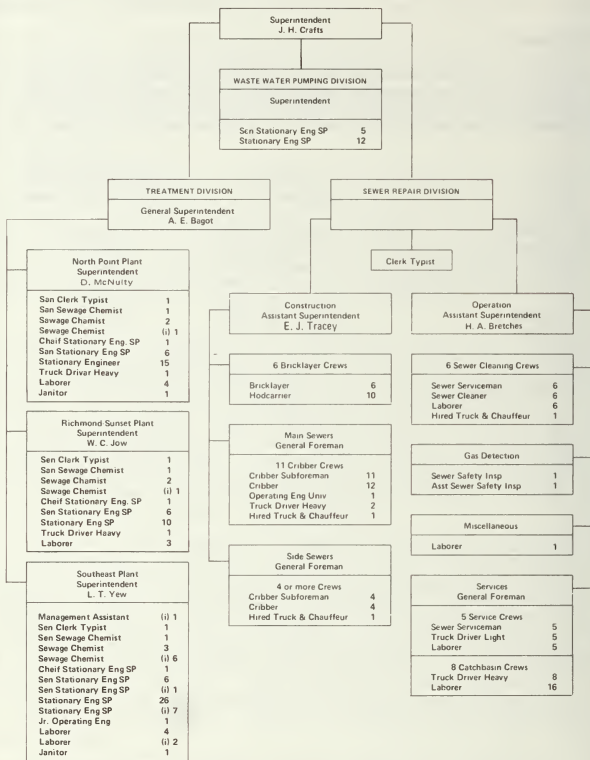 Superintendent
J. H. Crafts
WASTE WATER PUMPING DIVISION
Superintendent
Scn Stationary Eng SP 5
Stationary Eng SP 12
TREATMENT DIVISION
General Superintendent
A. E. Bagot
SEWER REPAIR DIVISION
Clerk Typist
North Point Plant
Superintendent
D. McNulty
San Clerk Typist 1
San Sewage Chemist 1
Sawage Chamist 2
Sewage Chemist (i) 1
Chaif Stationary Eng. SP 1
San Stationary Eng SP 6
Stationary Engineer 15
Truck Drivar Heavy 1
Laborer 4
Janitor 1
Richmond-Sunset Plant
Superintendent
W. C. Jow
Sen Clark Typist 1
San Sewage Chemist 1
Sewage Chamist 2
Sawage Chemist (i) 1
Cheif Stationary Eng. SP 1
Sen Stationary Eng SP 6
Stationary Eng SP 10
Truck Driver Haavy 1
Laborer 3
Southeast Plant
Superintendent
L. T. Yew
Management Assistant (i) 1
Sen Clerk Typist 1
Sen Sewage Chemist 1
Sewage Chemist 3
Sewage Chemist (i) 6
Cheif Stationary Eng SP 1
Sen Stationary Eng SP 6
Sen Stationary Eng SP (i) 1
Stationary Eng SP 26
Stationary Eng SP (i) 7
Jr. Operating Eng 1
Laborer 4
Laborer (i) 2
Janitor 1
Construction
Assistant Superintendent
E. J. Tracey
6 Bricklayer Crews
Bricklayer 6
Hodcarrier 10
Main Sewers
General Foreman
11 Cribber Crews
Cribber Subforeman 11
Cribber 12
Operating Eng Univ 1
Truck Driver Heavy 2
Hired Truck & Chauffeur 1
Side Sewers
General Foreman
4 or more Crews
Cribber Subforeman 4
Cribber 4
Hired Truck & Chauffeur 1
Operation
Assistant Superintendent
H. A. Bretches
6 Sewer Cleaning Crews
Sewer Serviceman 6
Sewer Cleaner 6
Laborer 6
Hired Truck & Chauffeur 1
Gas Detection
Sewer Safety Insp 1
Asst Sewer Safety Insp 1
Miscellaneous
Laborer 1
Services
General Foreman
5 Service Crews
Sewer Serviceman 5
Truck Driver Light 5
Laborer 5
8 Catchbasin Crews
Truck Driver Heavy 8
Laborer 16